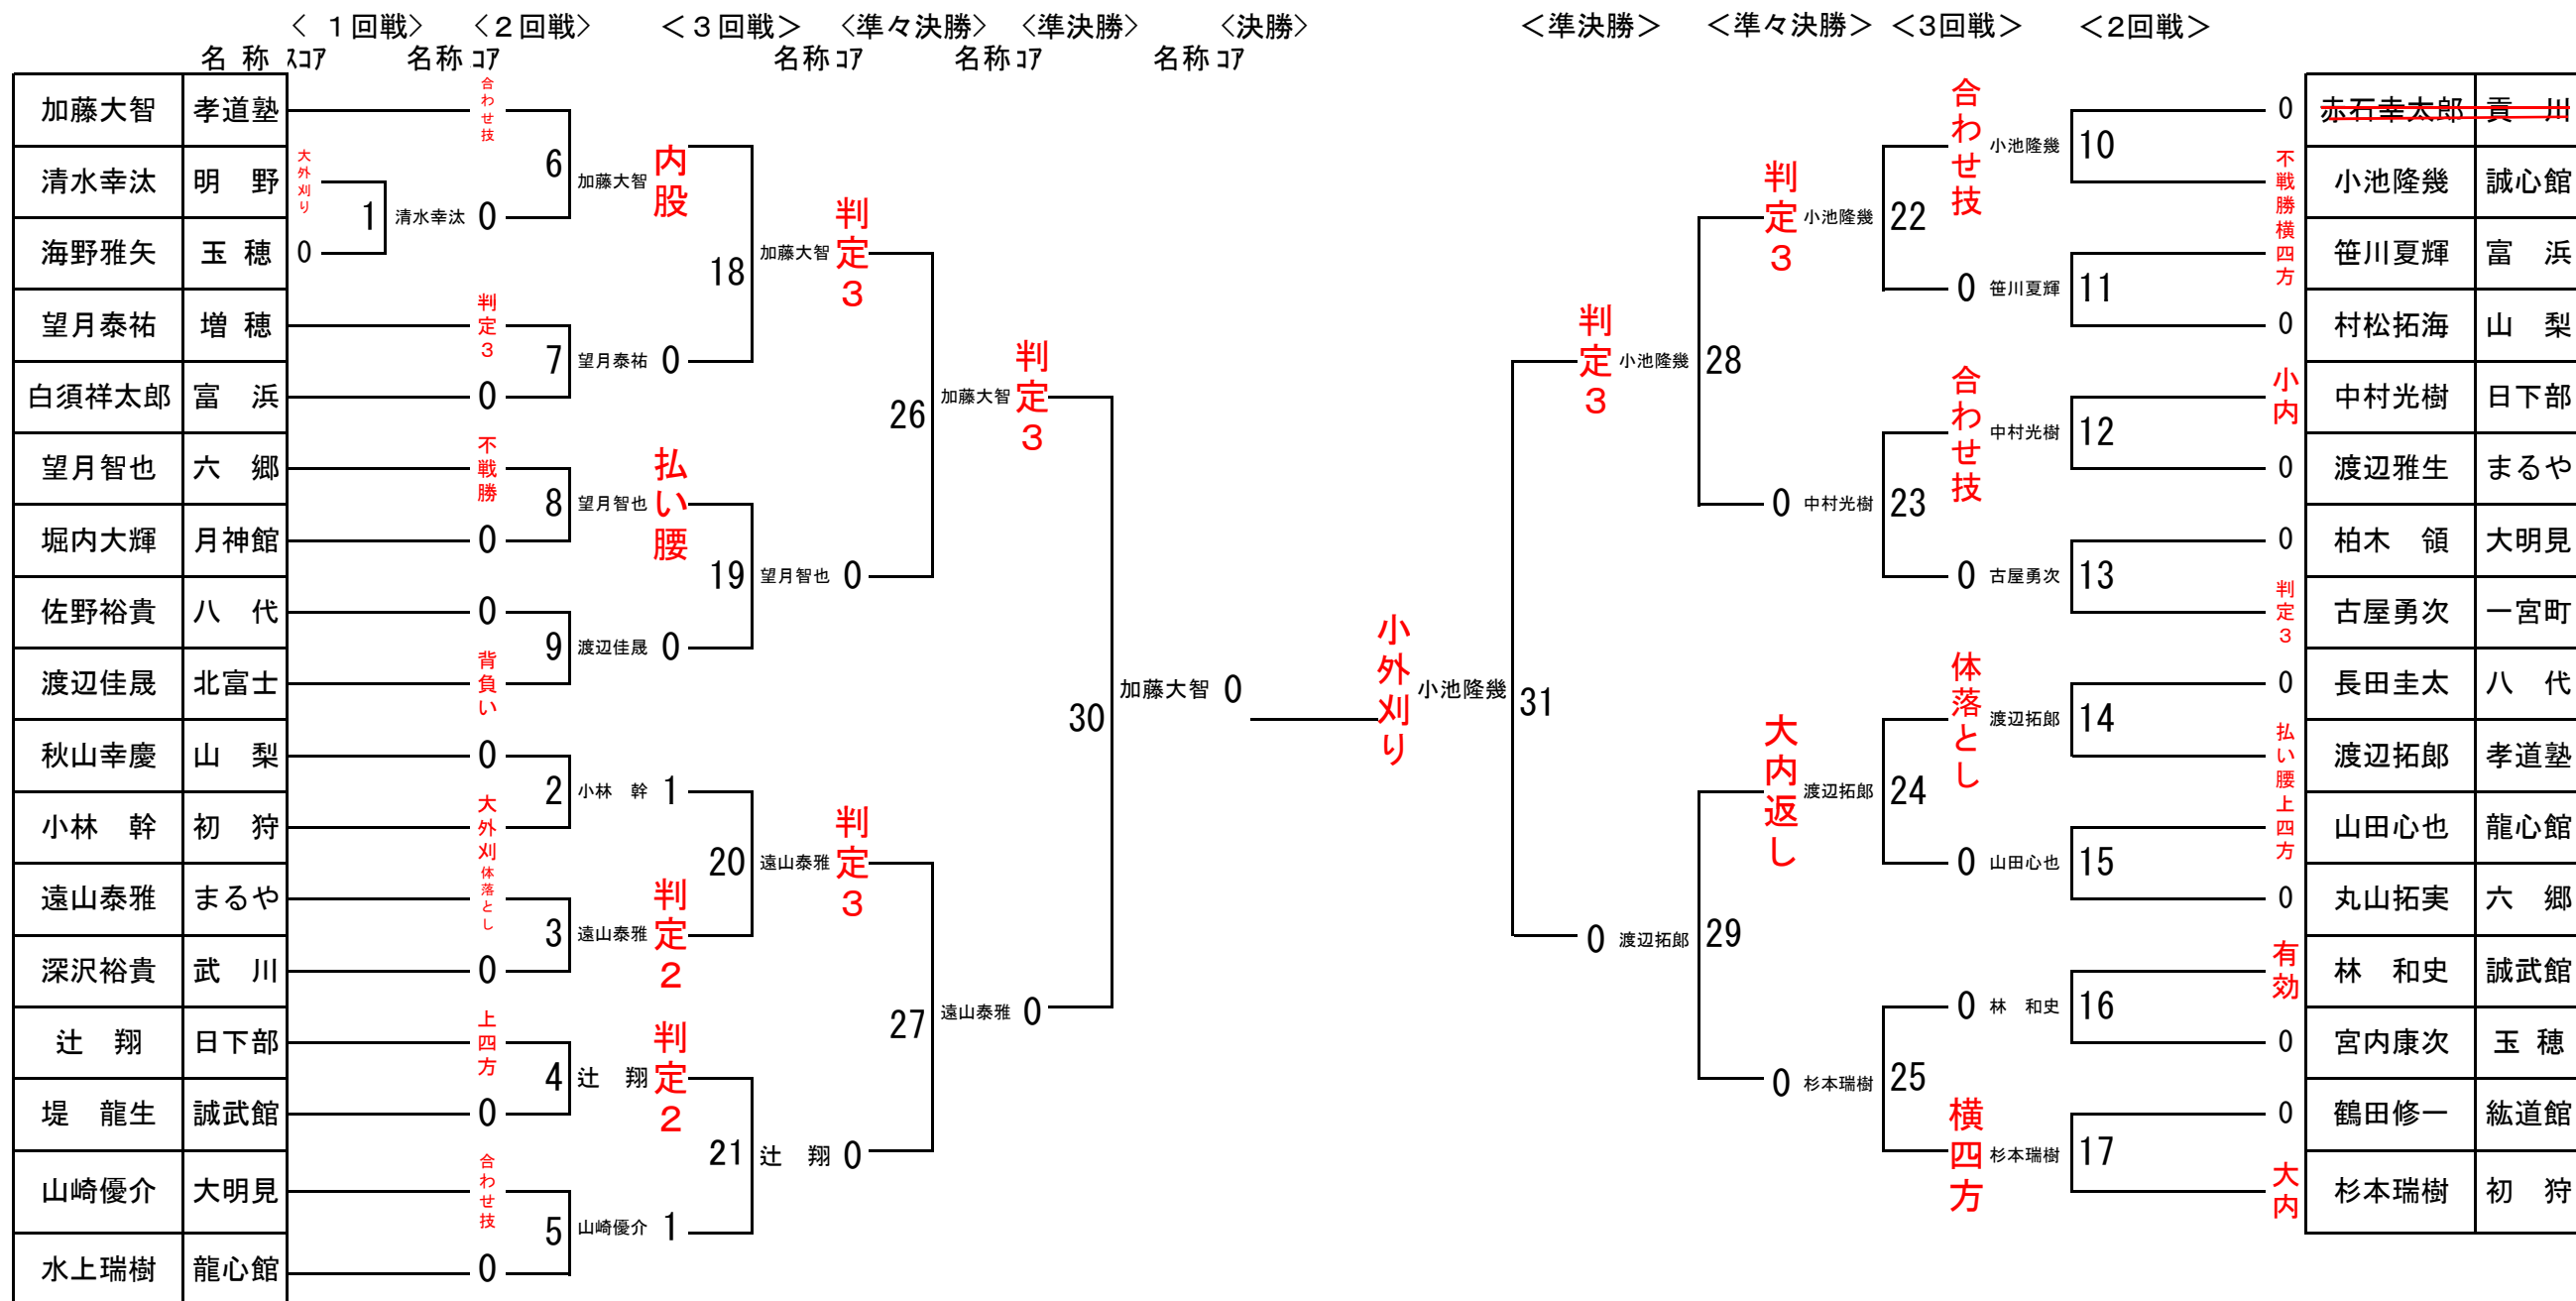 ＜ １回戦＞ ＜２回戦＞ ＜３回戦＞ ＜準々決勝＞ ＜準決勝＞ ＜決勝＞ ＜準決勝＞ ＜準々決勝＞ ＜3回戦＞ ＜2回戦＞
名 称 ｽｺｱ 名称 ｺｱ 名称 ｺｱ 名称 ｺｱ 名称 ｺｱ
加藤大智 孝道塾
清水幸汰 明　野
海野雅矢 玉 穂
望月泰祐 増 穂
白須祥太郎 富　浜
望月智也 六　郷
堀内大輝 月神館
佐野裕貴 八　代
渡辺佳晟 北富士
秋山幸慶 山　梨
小林　幹 初　狩
遠山泰雅 まるや
深沢裕貴 武　川
辻　翔 日下部
堤　龍生 誠武館
山崎優介 大明見
水上瑞樹 龍心館
大外刈り
1
0
清水幸汰
合わせ技
6
0
判定3
7
0
不戦勝
8
0
0
9
背負い
0
2
大外刈
体落とし
3
0
上四方
4
0
合わせ技
5
0
加藤大智 内股
18
望月泰祐 0
望月智也 払い腰
19
渡辺佳晟 0
小林　幹 1
20
遠山泰雅 判定2
辻　翔 判定2
21
山崎優介 1
加藤大智 判定3
26
望月智也 0
遠山泰雅 判定3
27
辻　翔 0
加藤大智 判定3
30
遠山泰雅 0
加藤大智 0
小外刈り 小池隆幾
31
判定3 小池隆幾
0 渡辺拓郎
28
29
判定3 小池隆幾
0 中村光樹
大内返し 渡辺拓郎
0 杉本瑞樹
22
23
24
25
合わせ技 小池隆幾
0 笹川夏輝
合わせ技 中村光樹
0 古屋勇次
体落とし 渡辺拓郎
0 山田心也
0 林　和史
横四方 杉本瑞樹
10
11
12
13
14
15
16
17
0
不戦勝
横四方
0
小内
0
0
判定3
0
払い腰
上四方
0
有効
0
0
大内
赤石幸太郎 貢　川
小池隆幾 誠心館
笹川夏輝 富　浜
村松拓海 山　梨
中村光樹 日下部
渡辺雅生 まるや
柏木　領 大明見
古屋勇次 一宮町
長田圭太 八　代
渡辺拓郎 孝道塾
山田心也 龍心館
丸山拓実 六　郷
林　和史 誠武館
宮内康次 玉 穂
鶴田修一 紘道館
杉本瑞樹 初　狩